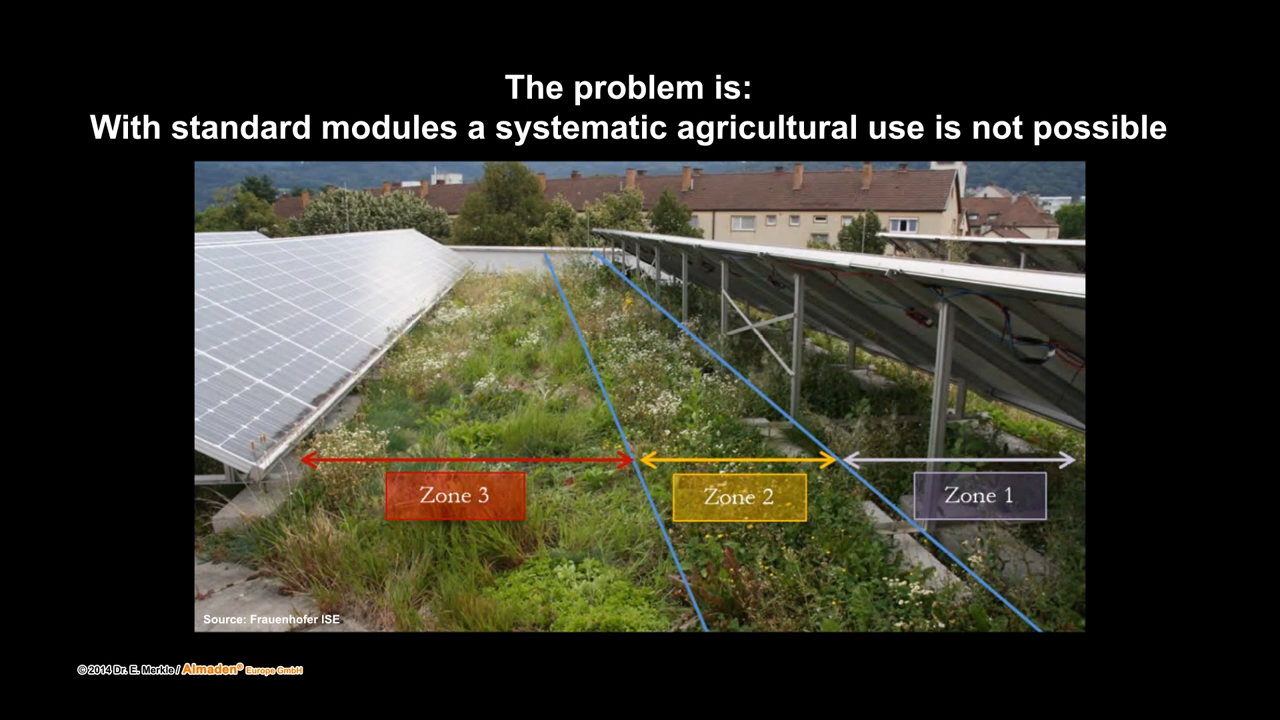 The problem is:
With standard modules a systematic agricultural use is not possible
Zone 3
Zone 2
Zone 1
Source: Frauenhofer ISE
© 2014 Dr. E. Merkle / Almaden® Europe GmbH